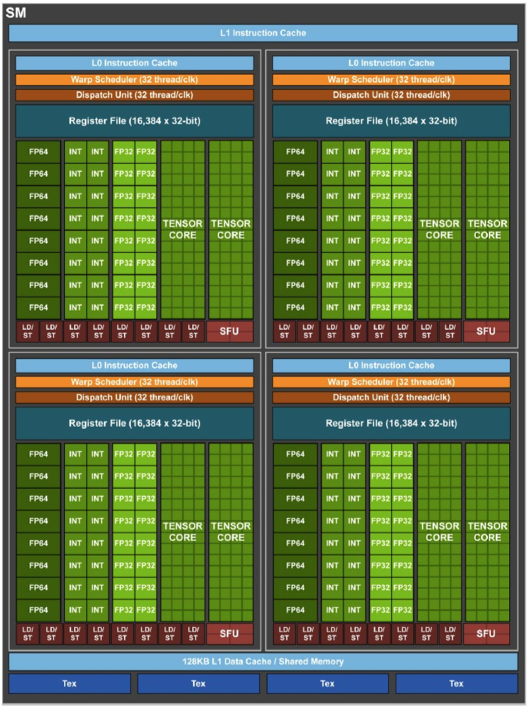 SM
L1 Instruction Cache
L0 Instruction Cache
Warp Scheduler (32 thread/clk)
Dispatch Unit (32 thread/clk)
Register File (16,384 x 32-bit)
FP64 INT INT FP32 FP32
FP64 INT INT FP32 FP32
FP64 INT INT FP32 FP32
FP64 INT INT FP32 FP32
FP64 INT INT FP32 FP32
FP64 INT INT FP32 FP32
FP64 INT INT FP32 FP32
FP64 INT INT FP32 FP32
TENSOR TENSOR
CORE CORE
LD/ LD/ LD/ LD/ LD/ LD/ LD/ LD/
ST ST ST ST ST ST ST ST
SFU
L0 Instruction Cache
Warp Scheduler (32 thread/clk)
Dispatch Unit (32 thread/clk)
Register File (16,384 x 32-bit)
FP64 INT INT FP32 FP32
FP64 INT INT FP32 FP32
FP64 INT INT FP32 FP32
FP64 INT INT FP32 FP32
FP64 INT INT FP32 FP32
FP64 INT INT FP32 FP32
FP64 INT INT FP32 FP32
FP64 INT INT FP32 FP32
TENSOR TENSOR
CORE CORE
LD/ LD/ LD/ LD/ LD/ LD/ LD/ LD/
ST ST ST ST ST ST ST ST
SFU
L0 Instruction Cache
Warp Scheduler (32 thread/clk)
Dispatch Unit (32 thread/clk)
Register File (16,384 x 32-bit)
FP64 INT INT FP32 FP32
FP64 INT INT FP32 FP32
FP64 INT INT FP32 FP32
FP64 INT INT FP32 FP32
FP64 INT INT FP32 FP32
FP64 INT INT FP32 FP32
FP64 INT INT FP32 FP32
FP64 INT INT FP32 FP32
TENSOR TENSOR
CORE CORE
LD/ LD/ LD/ LD/ LD/ LD/ LD/ LD/
ST ST ST ST ST ST ST ST
SFU
L0 Instruction Cache
Warp Scheduler (32 thread/clk)
Dispatch Unit (32 thread/clk)
Register File (16,384 x 32-bit)
FP64 INT INT FP32 FP32
FP64 INT INT FP32 FP32
FP64 INT INT FP32 FP32
FP64 INT INT FP32 FP32
FP64 INT INT FP32 FP32
FP64 INT INT FP32 FP32
FP64 INT INT FP32 FP32
FP64 INT INT FP32 FP32
TENSOR TENSOR
CORE CORE
LD/ LD/ LD/ LD/ LD/ LD/ LD/ LD/
ST ST ST ST ST ST ST ST
SFU
128KB L1 Data Cache / Shared Memory
Tex Tex Tex Tex